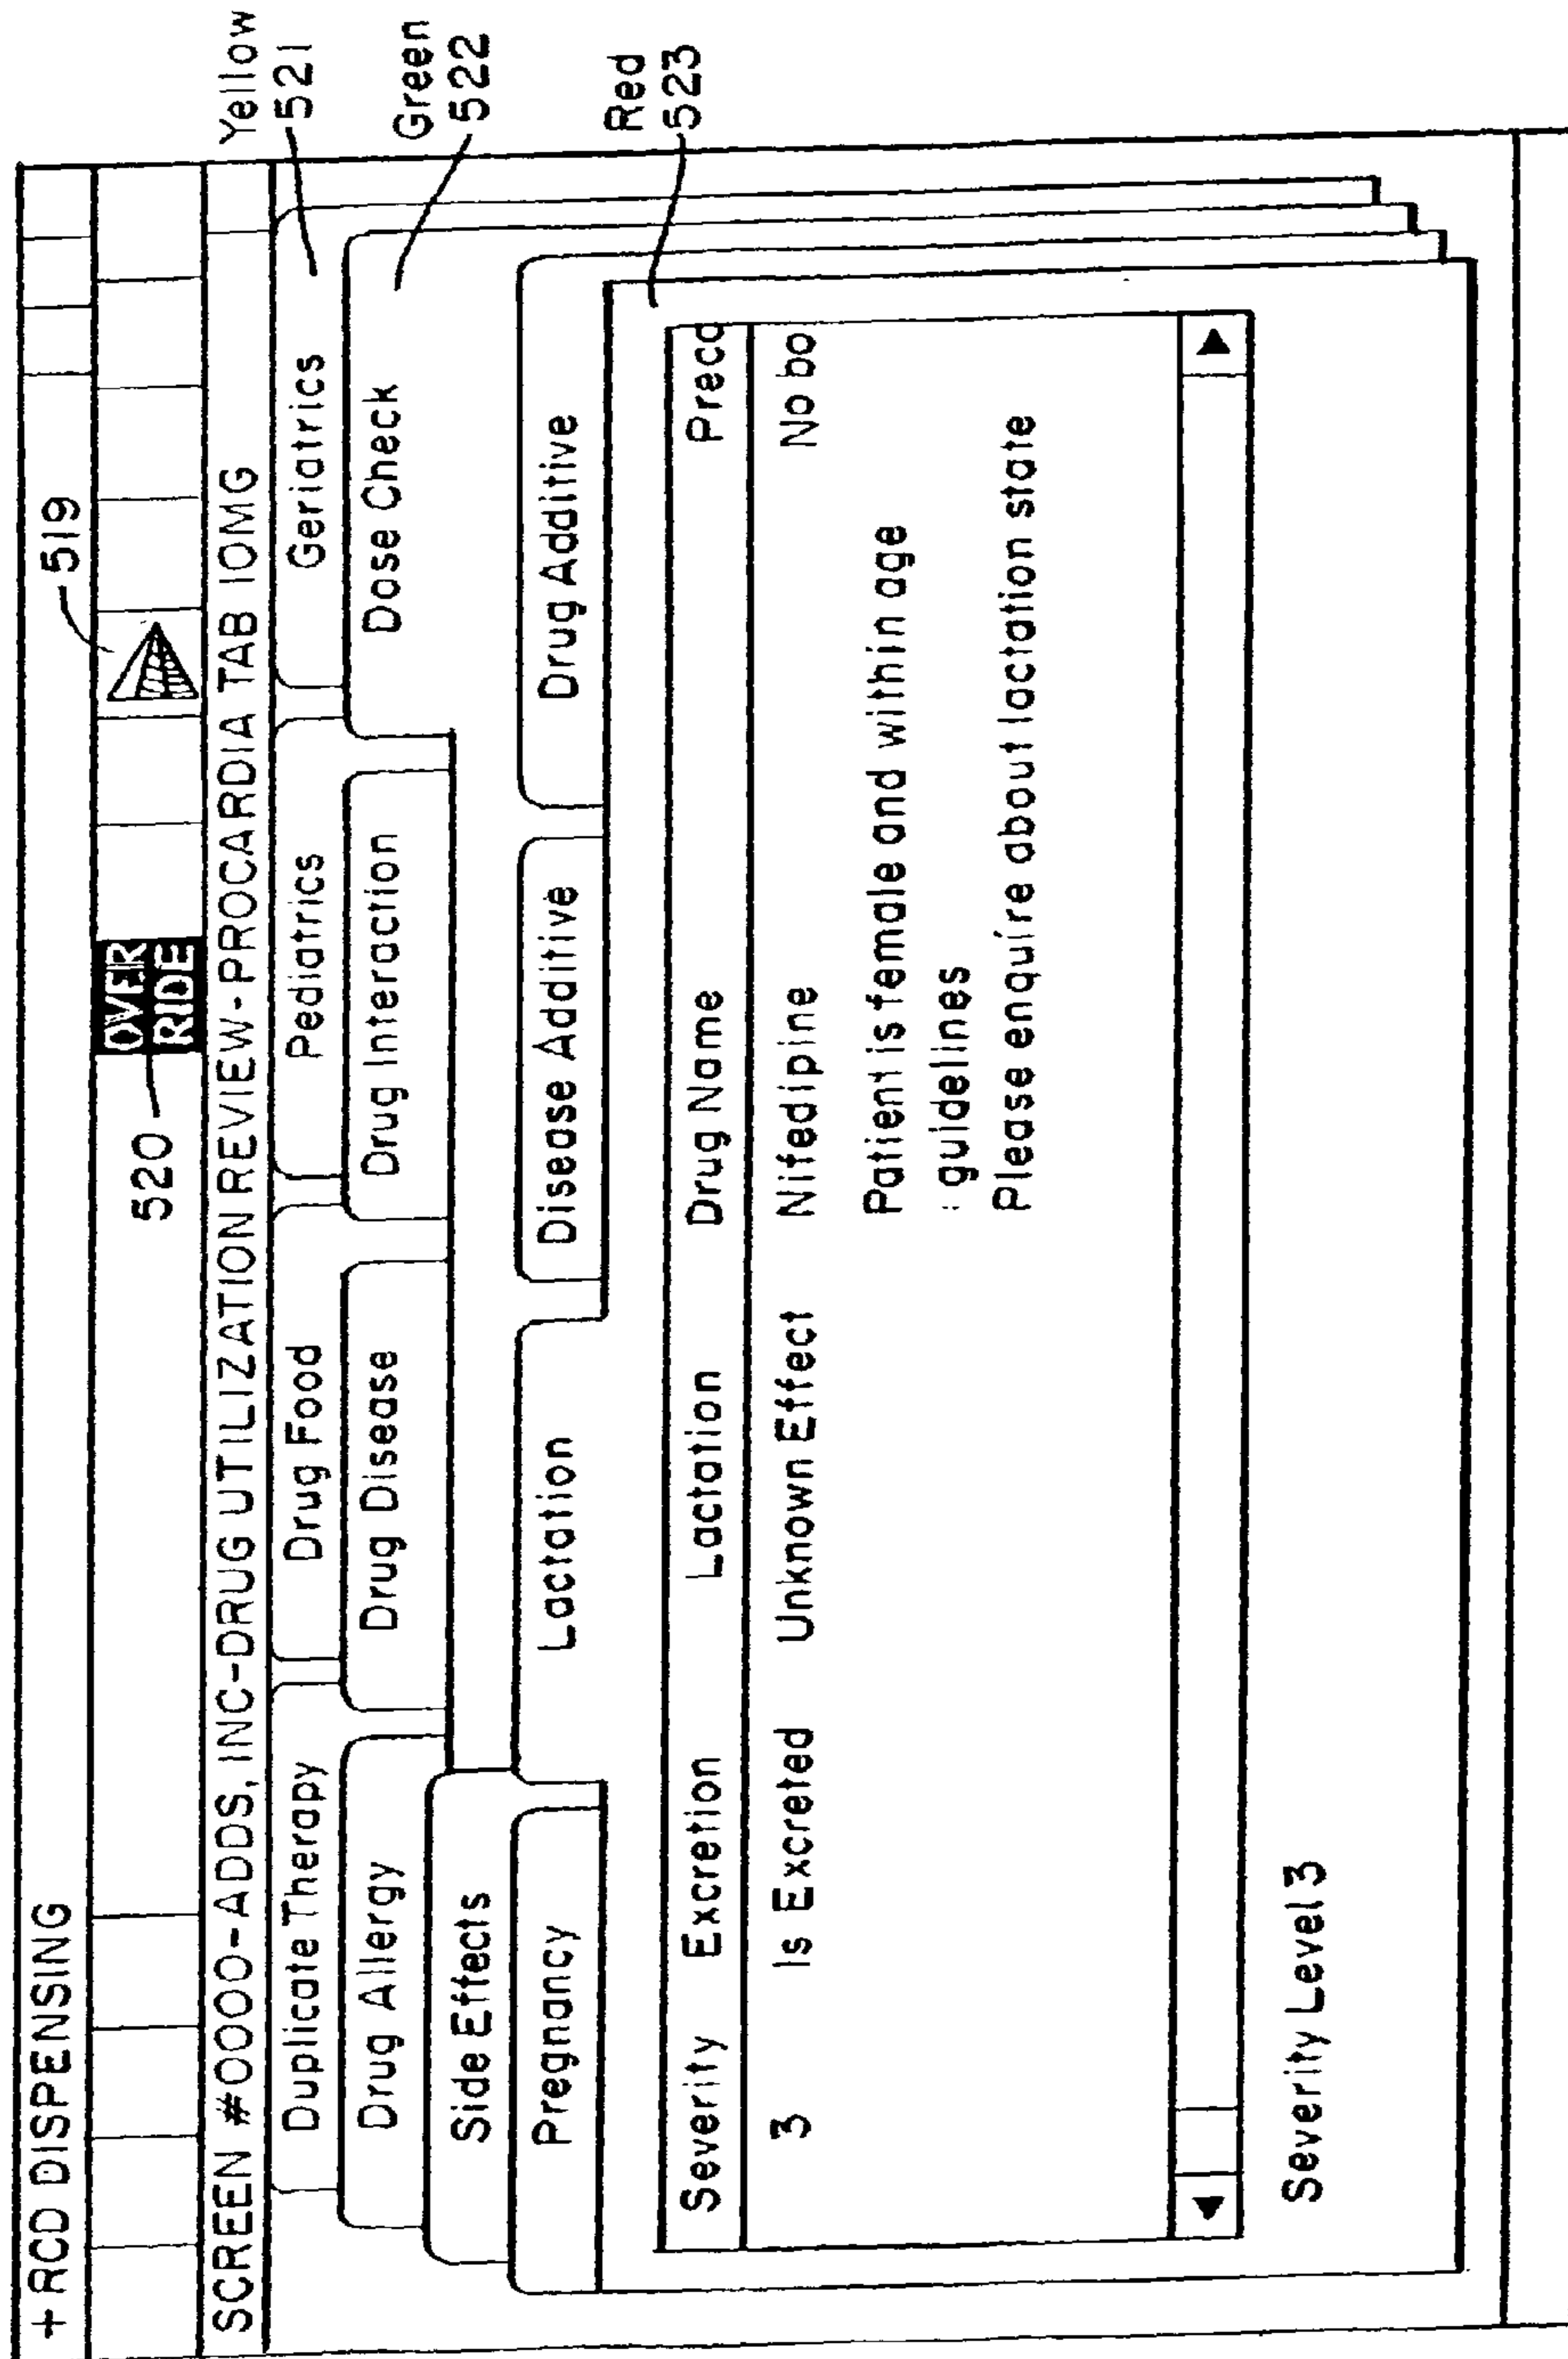 + RCD DISPENSING
519
OVER
RIDE
520
SCREEN #0000-ADDS, INC-DRUG UTILIZATION REVIEW-PROCARDIA TAB 10MG
Yellow
521
Duplicate Therapy Drug Food Pediatrics Geriatrics
Green
522
Drug Allergy Drug Disease Drug Interaction Dose Check
Side Effects
Red
523
Pregnancy Lactation Disease Additive Drug Additive
Severity Excretion Lactation Drug Name Preca
3 Is Excreted Unknown Effect Nifedipine No bo
Patient is female and within age
guidelines
Please enquire about lactation state
Severity Level 3